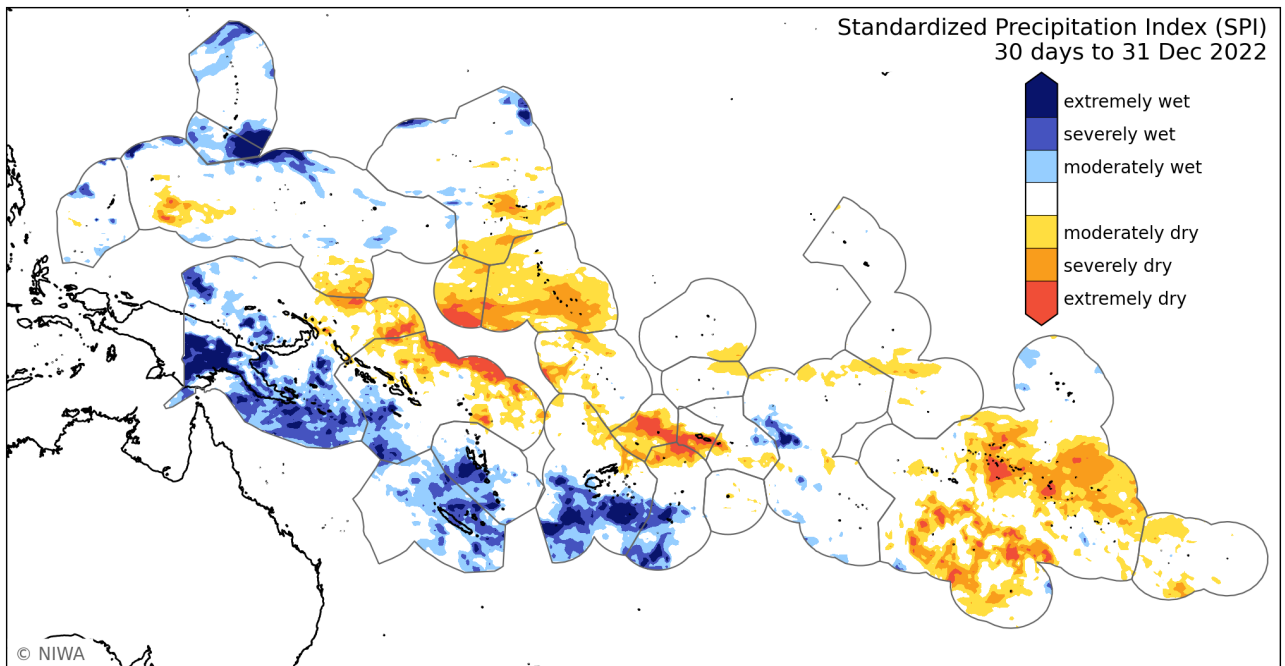 Standardized Precipitation Index (SPI)
30 days to 31 Dec 2022
extremely wet
severely wet
moderately wet
moderately dry
severely dry
extremely dry
© NIWA